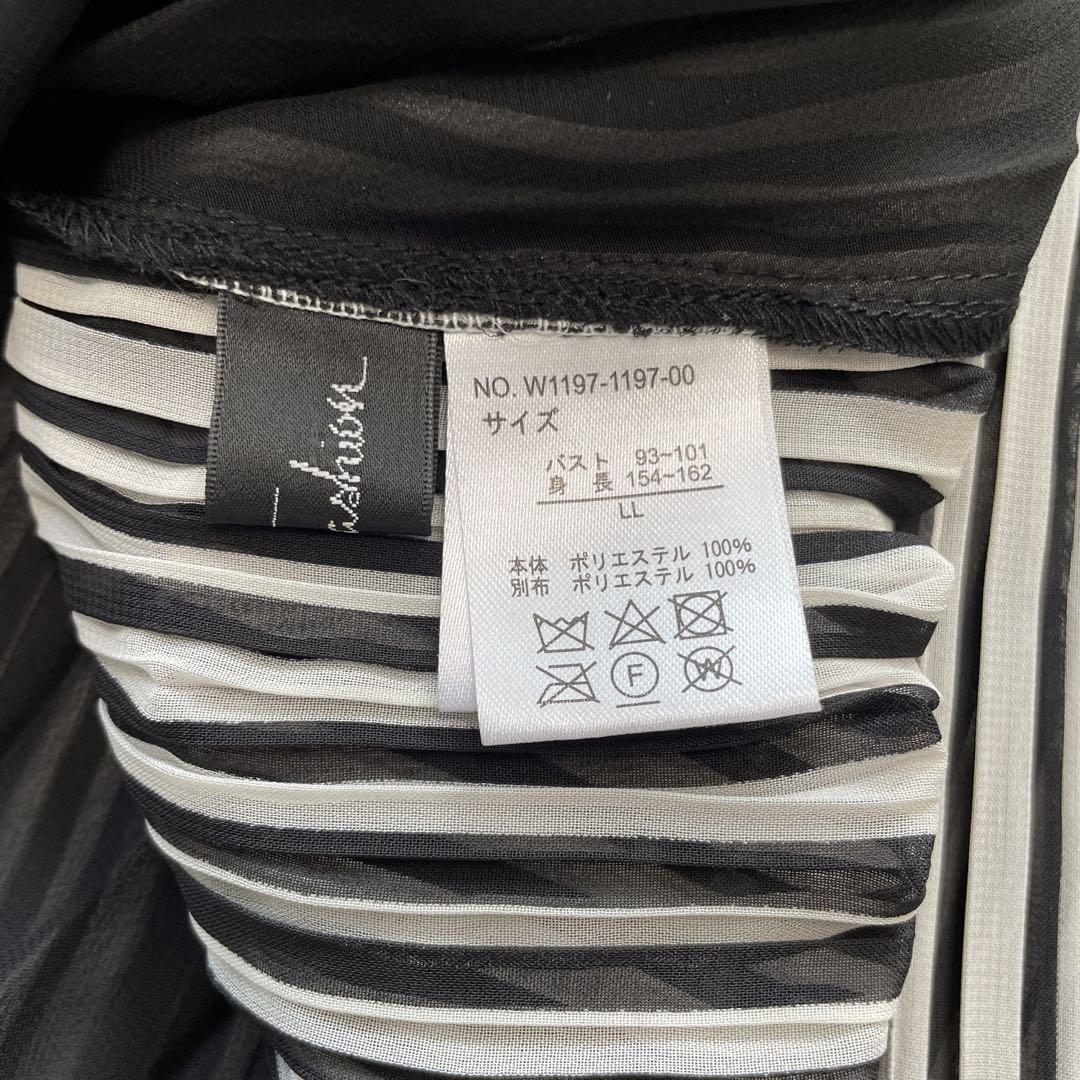 Fashion
NO. W1197-1197-00
サイズ
バスト 93~101
身 長 154~162
LL
本体 ポリエステル 100%
別布 ポリエステル 100%
F
W